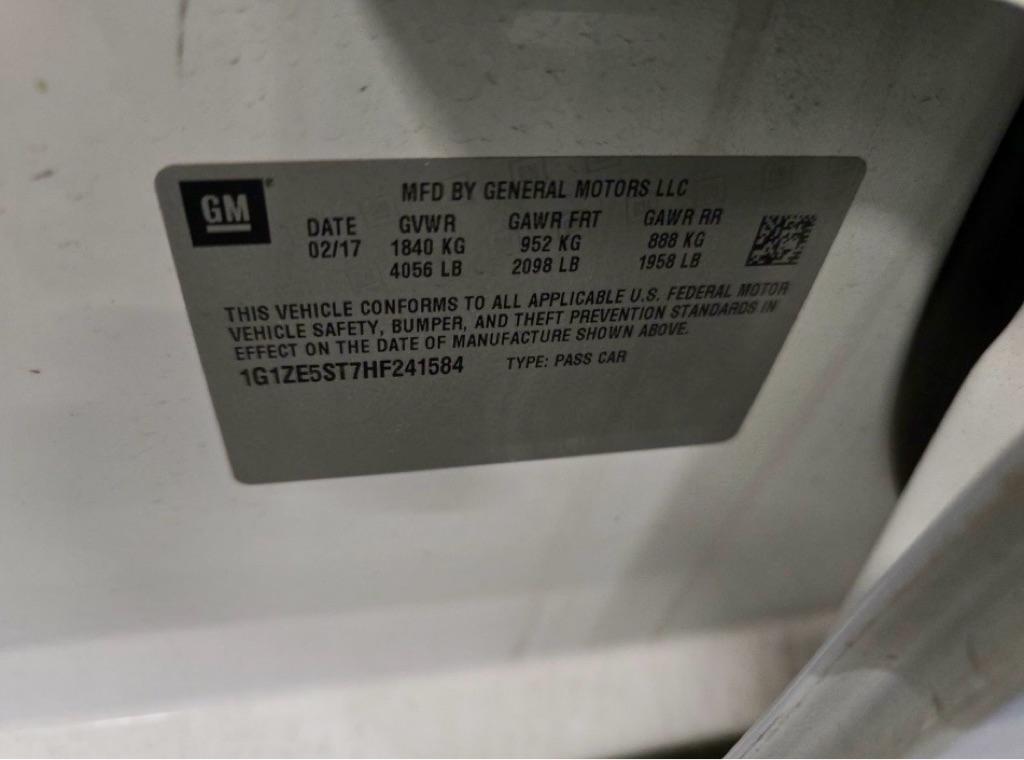 GM
MFD BY GENERAL MOTORS LLC
DATE GVWR GAWR FRT GAWR RR
02/17 1840 KG 952 KG 888 KG
4056 LB 2098 LB 1958 LB
THIS VEHICLE CONFORMS TO ALL APPLICABLE U.S. FEDERAL MOTOR
VEHICLE SAFETY, BUMPER, AND THEFT PREVENTION STANDARDS IN
EFFECT ON THE DATE OF MANUFACTURE SHOWN ABOVE.
1G1ZE5ST7HF241584 TYPE: PASS CAR